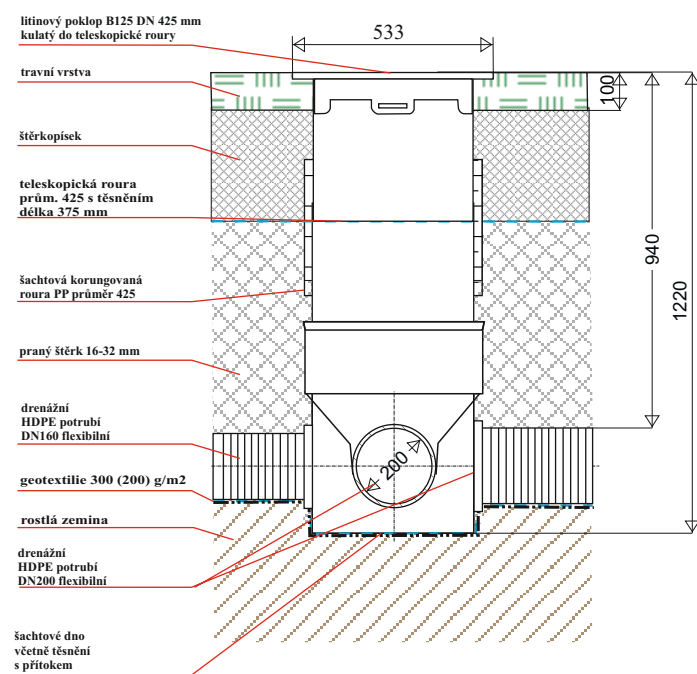 litinový poklop B125 DN 425 mm
kulatý do teleskopické roury
533
travní vrstva
100
štěrkopísek
teleskopická roura
prům. 425 s těsněním
délka 375 mm
940
1220
šachtová korungovaná
roura PP průměr 425
praný štěrk 16-32 mm
drenážní
HDPE potrubí
DN160 flexibilní
200
geotextilie 300 (200) g/m2
rostlá zemina
drenážní
HDPE potrubí
DN200 flexibilní
šachtové dno
včetně těsnění
s přítokem